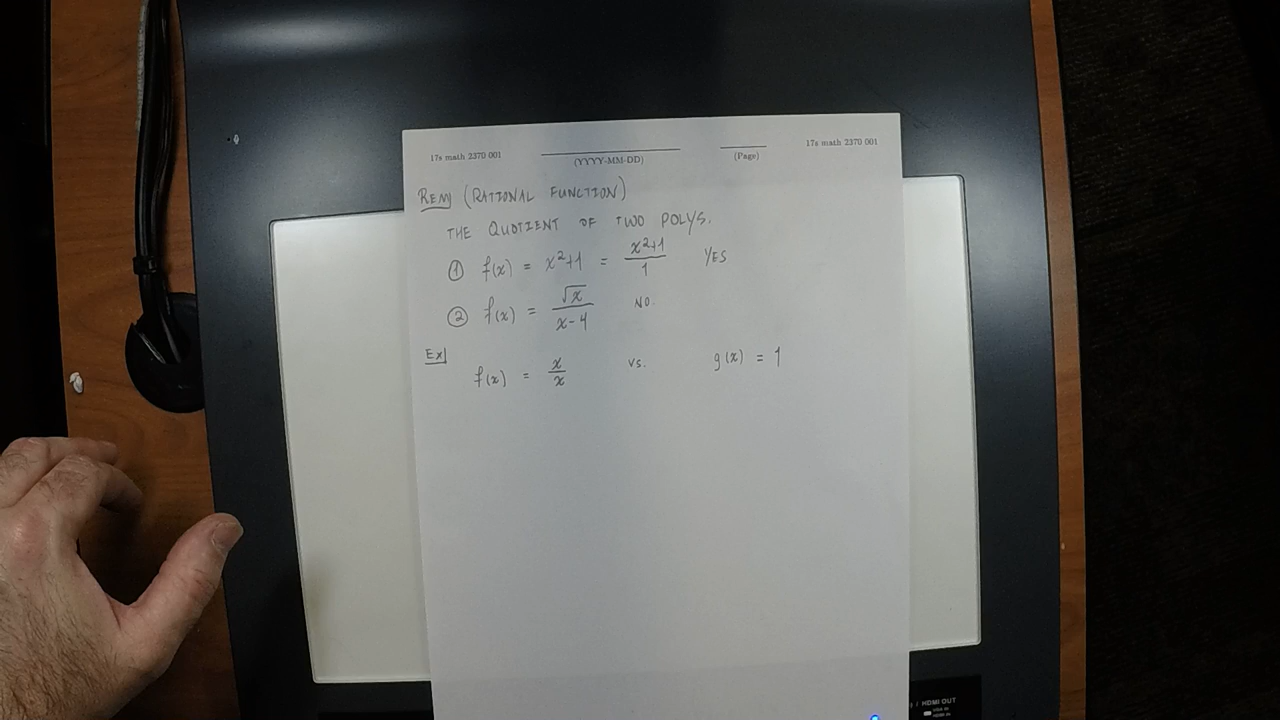 17s math 2370 001 (YYYY-MM-DD) (Page) 17s math 2370 001
REM (RATIONAL FUNCTION)
THE QUOTIENT OF TWO POLYS.
① f(x) = x²+1 = x²+1/1 YES
② f(x) = √x/x-4 NO.
Ex f(x) = x/x vs. g(x) = 1
HDMI OUT